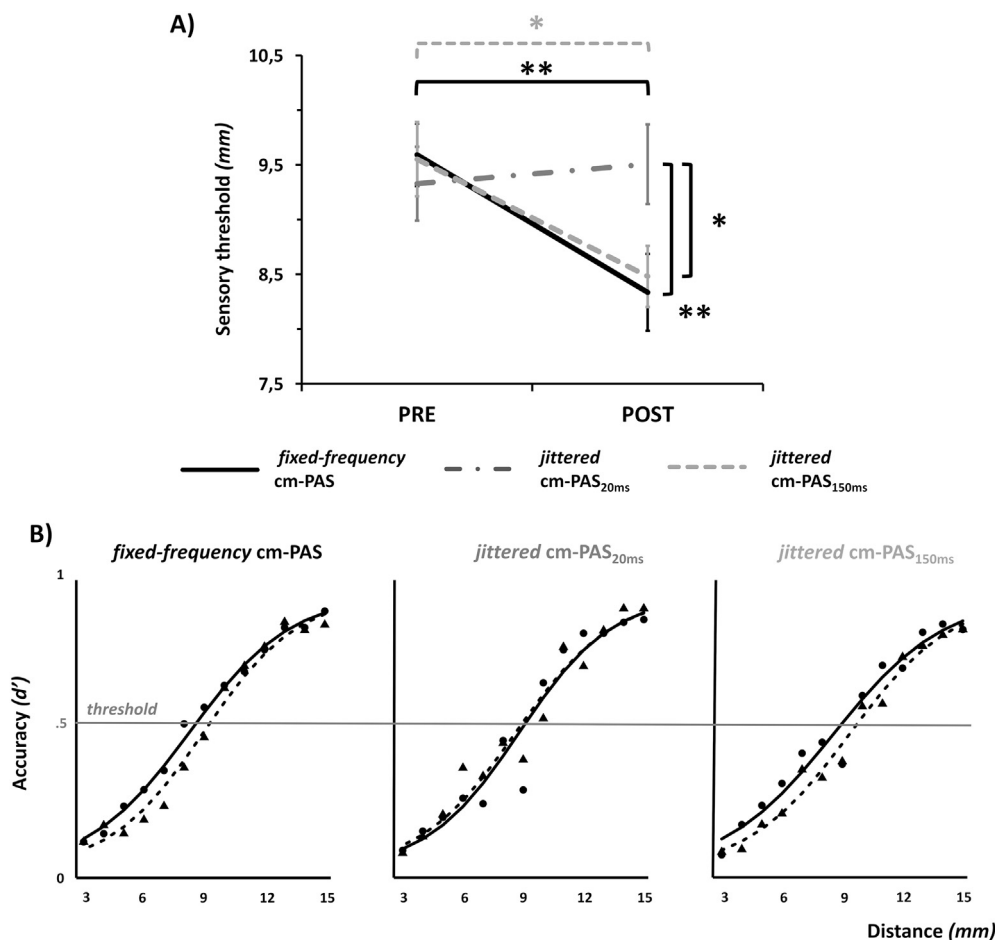 A)
*
**
10,5
9,5
8,5
7,5
Sensory threshold (mm)
*
**
PRE POST
fixed-frequency cm-PAS
jittered cm-PAS20ms
jittered cm-PAS150ms
B)
fixed-frequency cm-PAS jittered cm-PAS20ms jittered cm-PAS150ms
1
threshold
.5
Accuracy (d')
0
3 6 9 12 15 3 6 9 12 15 3 6 9 12 15
Distance (mm)